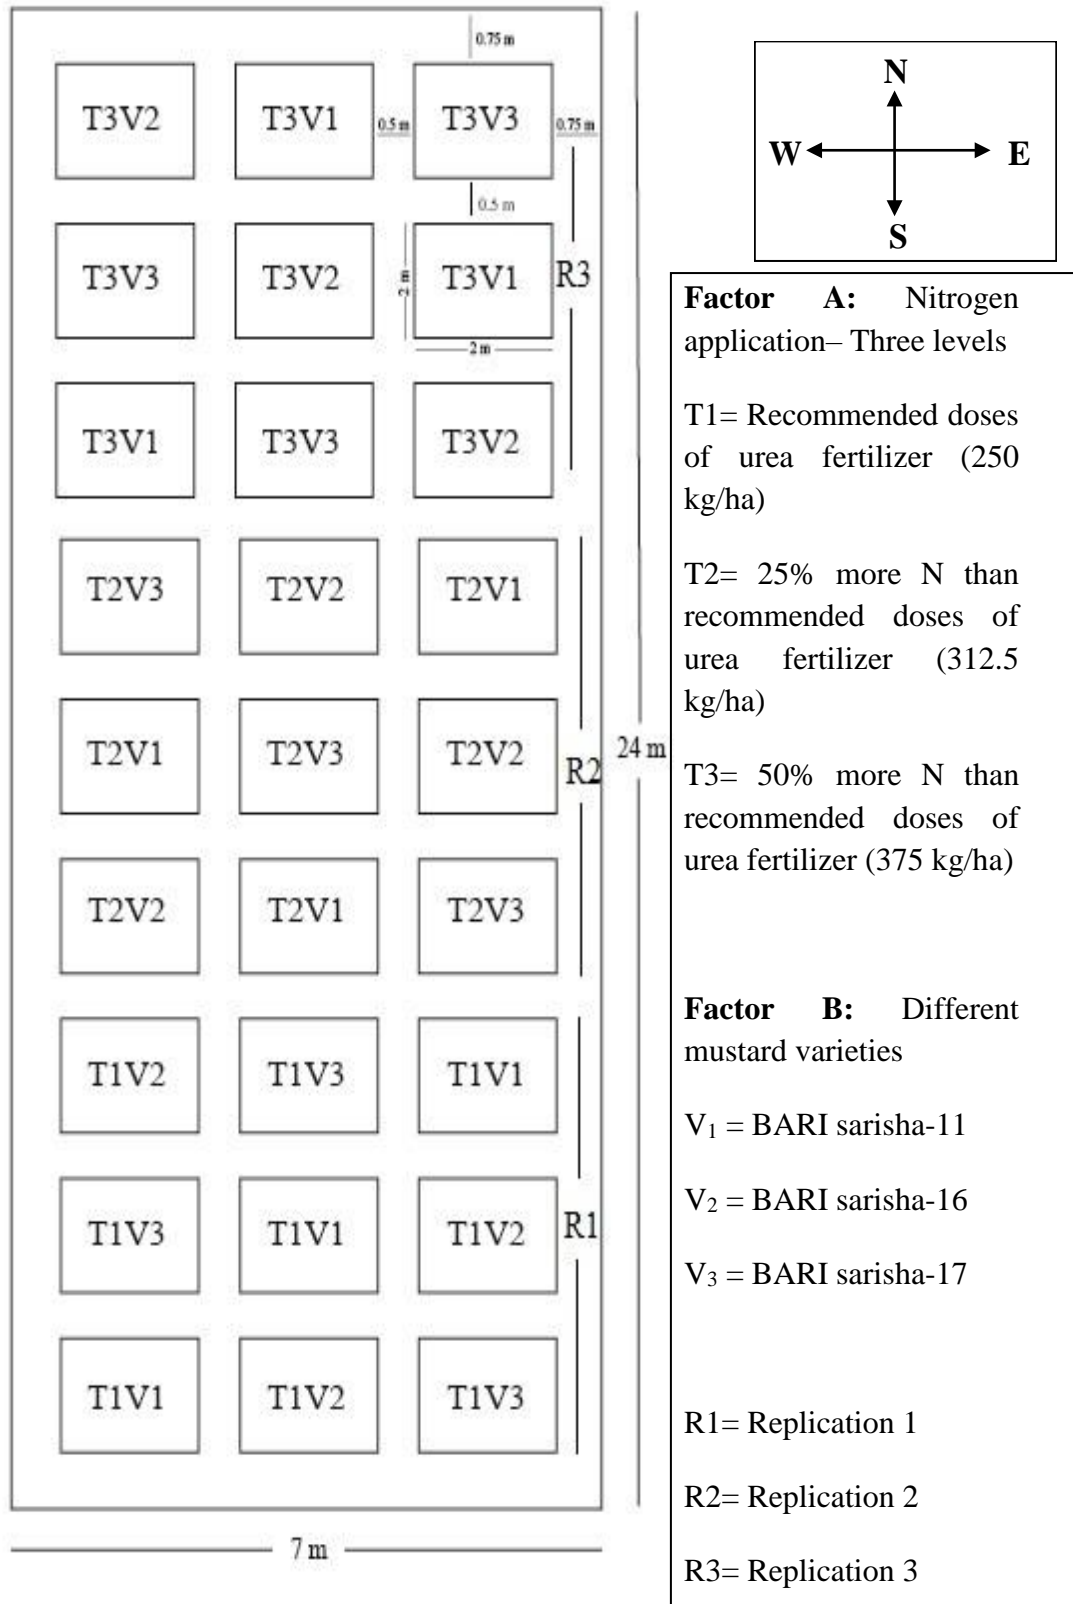 0.75 m
T3V2 T3V1 0.5 m T3V3 0.75 m
0.5 m
T3V3 T3V2 2 m T3V1 R3
2 m
T3V1 T3V3 T3V2
T2V3 T2V2 T2V1
T2V1 T2V3 T2V2 R2 24 m
T2V2 T2V1 T2V3
T1V2 T1V3 T1V1
T1V3 T1V1 T1V2 R1
T1V1 T1V2 T1V3
7 m
N
W E
S
Factor A: Nitrogen
application– Three levels
T1= Recommended doses
of urea fertilizer (250
kg/ha)
T2= 25% more N than
recommended doses of
urea fertilizer (312.5
kg/ha)
T3= 50% more N than
recommended doses of
urea fertilizer (375 kg/ha)
Factor B: Different
mustard varieties
V₁ = BARI sarisha-11
V₂ = BARI sarisha-16
V₃ = BARI sarisha-17
R1= Replication 1
R2= Replication 2
R3= Replication 3